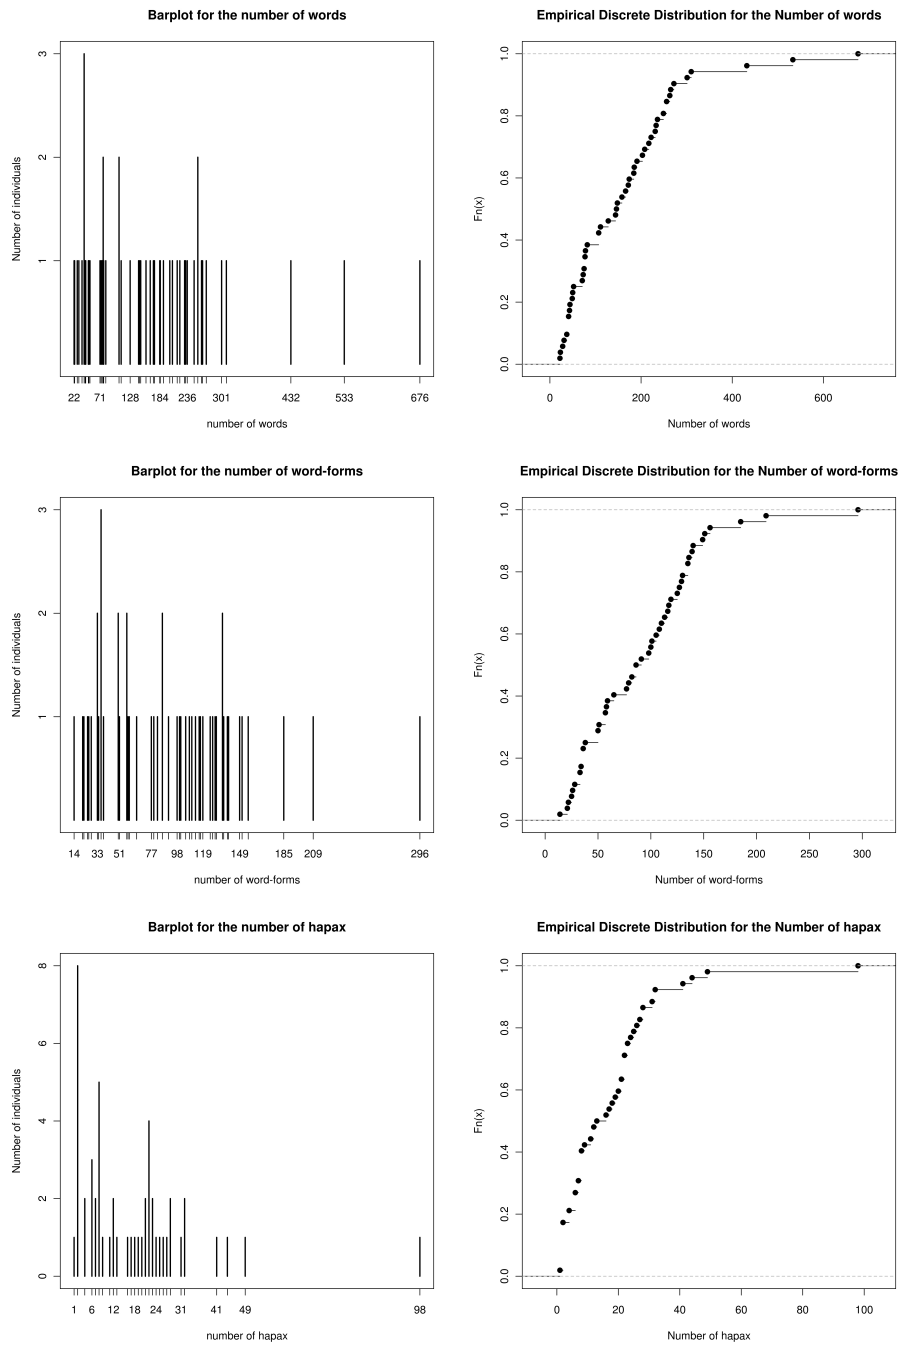 Barplot for the number of words
3
2
1
Number of individuals
22 71 128 184 236 301 432 533 676
number of words
Empirical Discrete Distribution for the Number of words
1.0
0.8
0.6
0.4
0.2
0.0
Fn(x)
0 200 400 600
Number of words
Barplot for the number of word-forms
3
2
1
Number of individuals
14 33 51 77 98 119 149 185 209 296
number of word-forms
Empirical Discrete Distribution for the Number of word-forms
1.0
0.8
0.6
0.4
0.2
0.0
Fn(x)
0 50 100 150 200 250 300
Number of word-forms
Barplot for the number of hapax
8
6
4
2
0
Number of individuals
1 6 12 18 24 31 41 49 98
number of hapax
Empirical Discrete Distribution for the Number of hapax
1.0
0.8
0.6
0.4
0.2
0.0
Fn(x)
0 20 40 60 80 100
Number of hapax